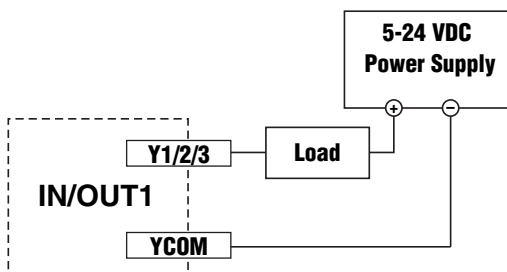 5-24 VDC
Power Supply
+ −
Y1/2/3
Load
IN/OUT1
YCOM